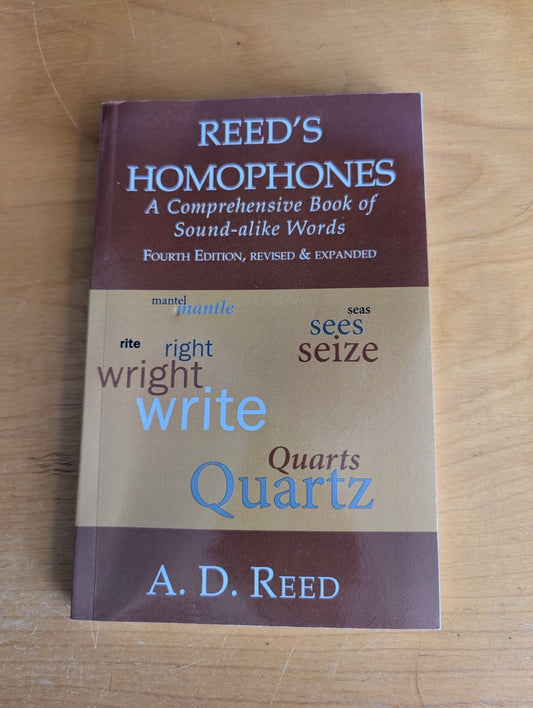 REED'S
HOMOPHONES
A Comprehensive Book of
Sound-alike Words
FOURTH EDITION, REVISED & EXPANDED
mantel
mantle
seas
sees
seize
rite
right
wright
write
Quarts
Quartz
A. D. REED